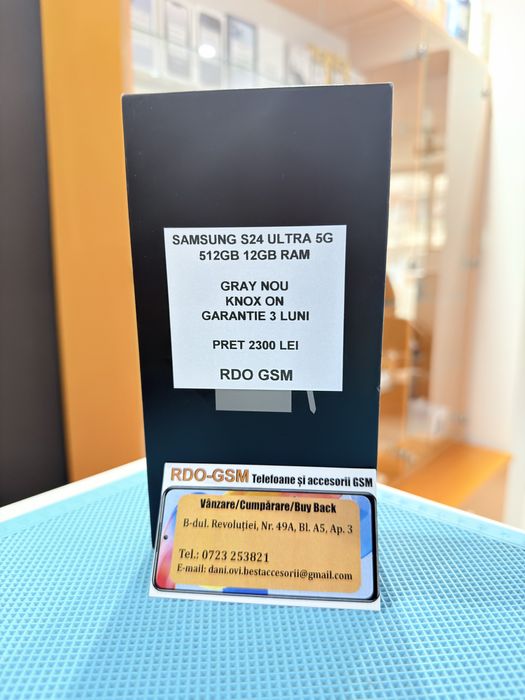 SAMSUNG S24 ULTRA 5G
512GB 12GB RAM
GRAY NOU
KNOX ON
GARANTIE 3 LUNI
PRET 2300 LEI
RDO GSM
RDO-GSM Telefoane și accesorii GSM
Vânzare/Cumpărare/Buy Back
B-dul. Revoluției, Nr. 49A, Bl. A5, Ap. 3
Tel.: 0723 253821
E-mail: dani.ovi.bestaccesorii@gmail.com